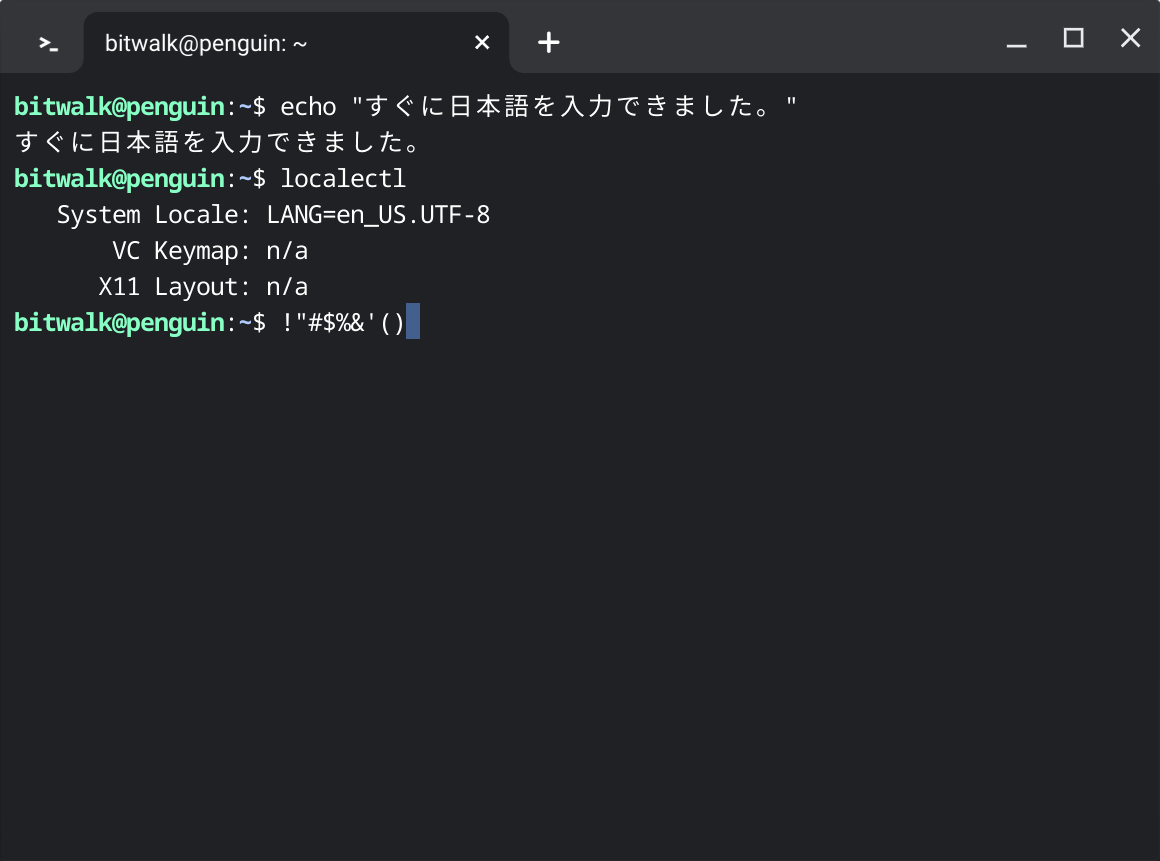 bitwalk@penguin: ~
bitwalk@penguin:~$ echo "すぐに日本語を入力できました。"
すぐに日本語を入力できました。
bitwalk@penguin:~$ localectl
   System Locale: LANG=en_US.UTF-8
       VC Keymap: n/a
      X11 Layout: n/a
bitwalk@penguin:~$ !"#$%&'()